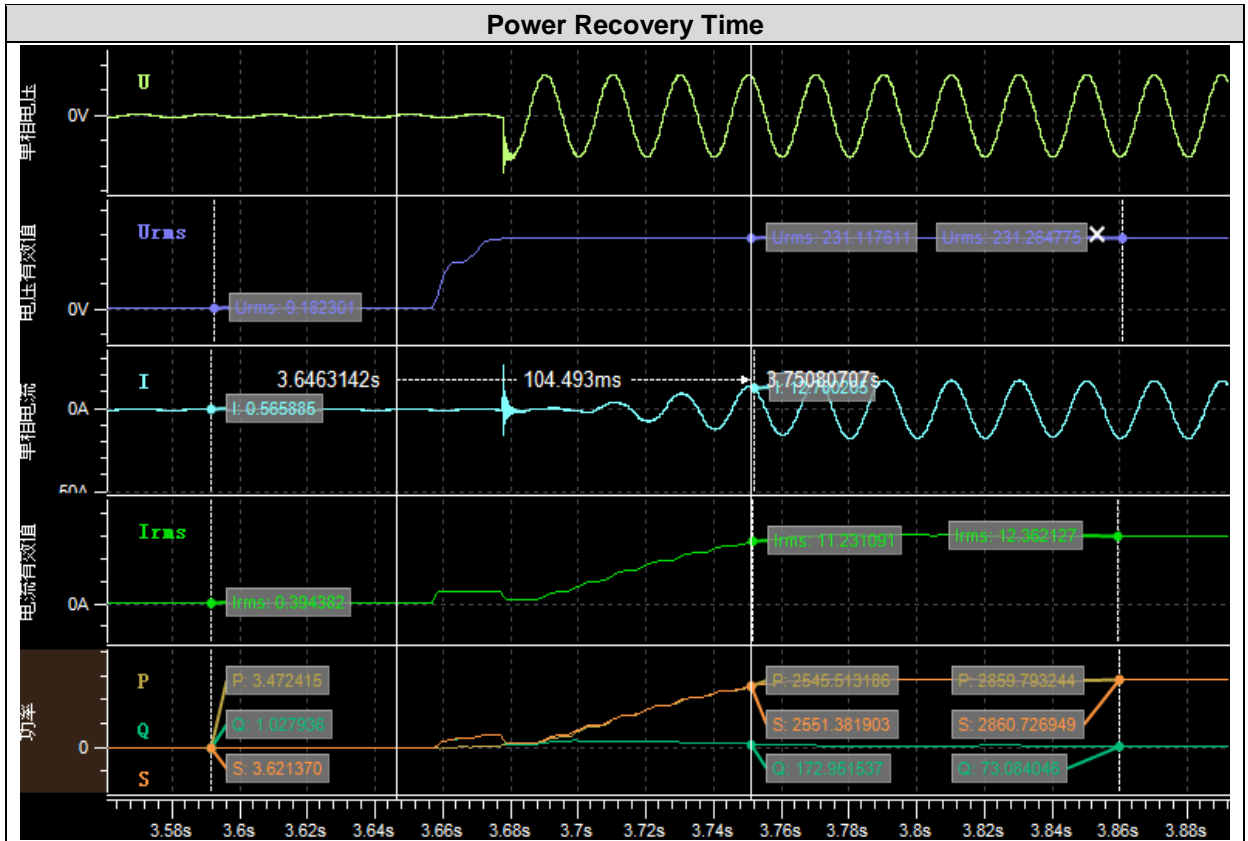 Power Recovery Time
单相电压
U
0V
电压有效值
Urms
Urms: 231.117611
Urms: 231.264775
Urms: 9.182301
0V
单相电流
I
3.6463142s
104.493ms
3.75080707s
I: 0.565885
0A
50A
电流有效值
Irms
Irms: 11.231091
Irms: 12.362127
Irms: 0.394382
0A
功率
P
P: 3.472415
P: 2545.513186
P: 2859.793244
Q
Q: 1.027936
S: 2551.381903
S: 2860.726949
0
S
S: 3.621370
Q: 172.951537
Q: 73.084046
3.58s 3.6s 3.62s 3.64s 3.66s 3.68s 3.7s 3.72s 3.74s 3.76s 3.78s 3.8s 3.82s 3.84s 3.86s 3.88s